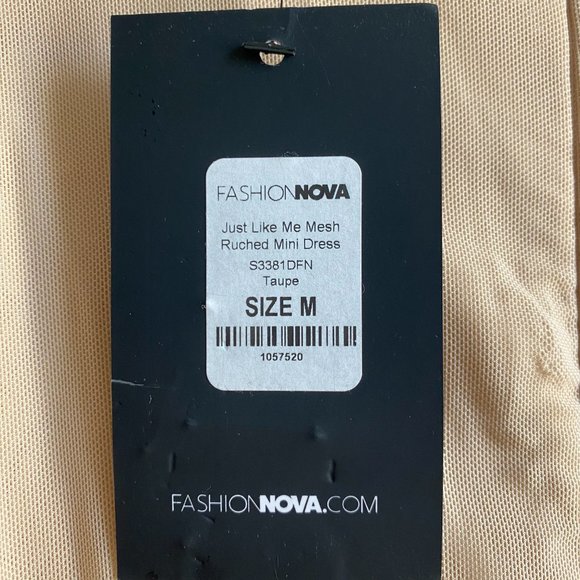 FASHIONNOVA
Just Like Me Mesh
Ruched Mini Dress
S3381DFN
Taupe
SIZE M
1057520
FASHIONNOVA.COM